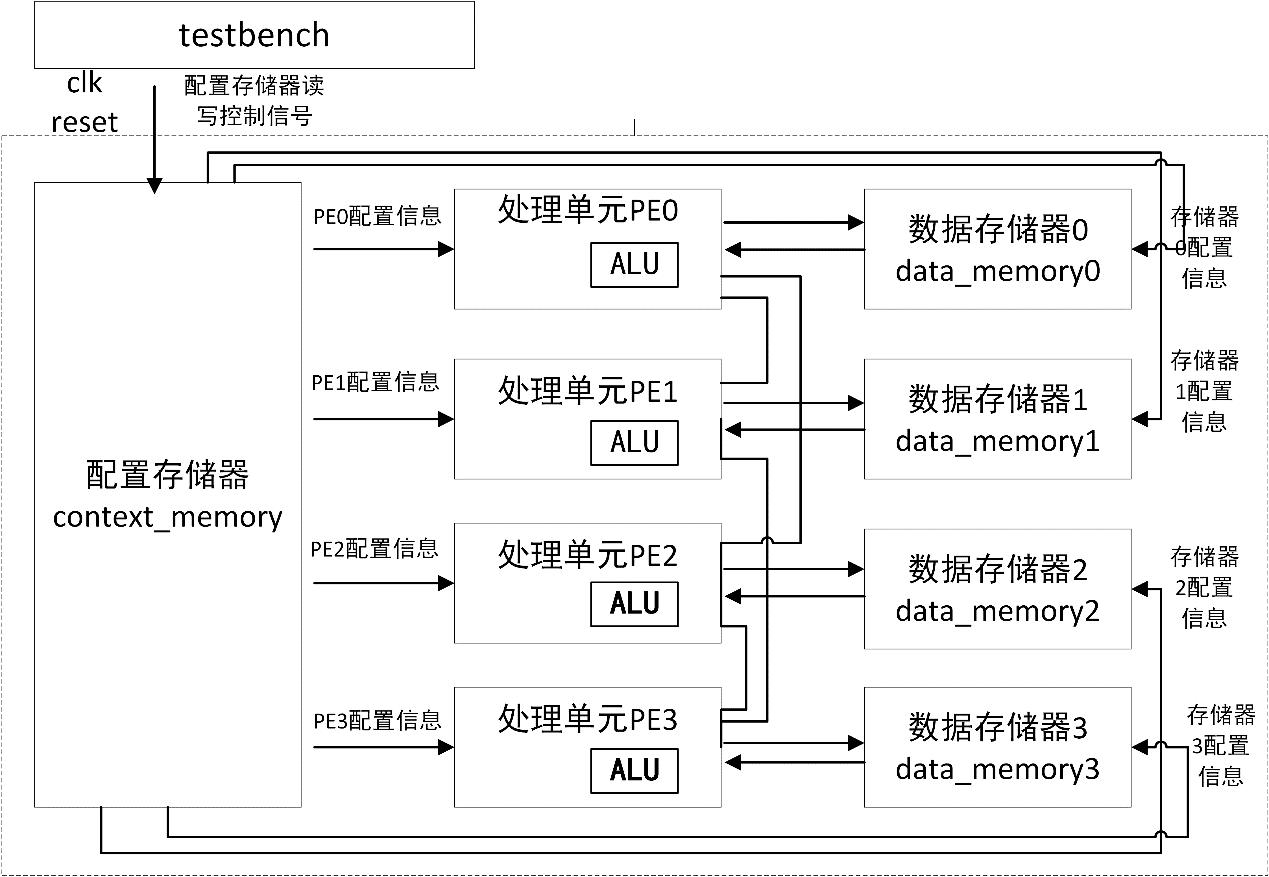 testbench
clk
reset
配置存储器读
写控制信号
PE0配置信息
处理单元PE0
ALU
数据存储器0
data_memory0
存储器
0配置
信息
PE1配置信息
处理单元PE1
ALU
数据存储器1
data_memory1
存储器
1配置
信息
配置存储器
context_memory
PE2配置信息
处理单元PE2
ALU
数据存储器2
data_memory2
存储器
2配置
信息
PE3配置信息
处理单元PE3
ALU
数据存储器3
data_memory3
存储器
3配置
信息